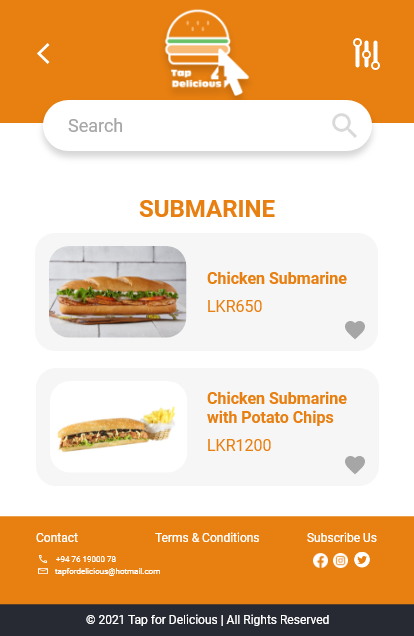 Tap
Delicious
Search
SUBMARINE
Chicken Submarine
LKR650
Chicken Submarine
with Potato Chips
LKR1200
Contact
Terms & Conditions
Subscribe Us
+94 76 19000 78
tapfordelicious@hotmail.com
© 2021 Tap for Delicious | All Rights Reserved